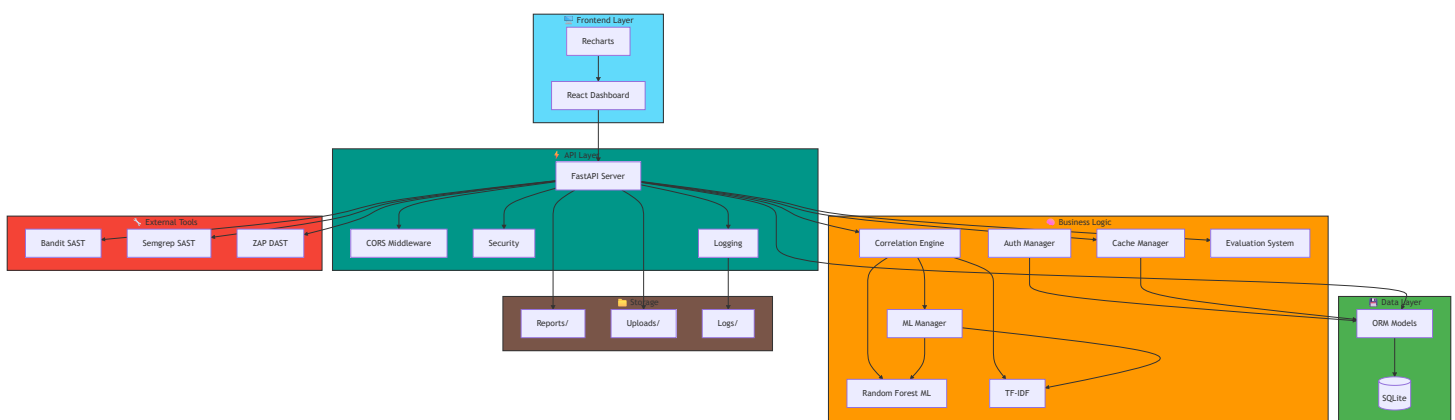 🖥️ Frontend Layer
Recharts
React Dashboard
⚡ API Layer
FastAPI Server
CORS Middleware
Security
Logging
🔧 External Tools
Bandit SAST
Semgrep SAST
ZAP DAST
🧠 Business Logic
Correlation Engine
Auth Manager
Cache Manager
Evaluation System
ML Manager
Random Forest ML
TF-IDF
📁 Storage
Reports/
Uploads/
Logs/
💾 Data Layer
ORM Models
SQLite